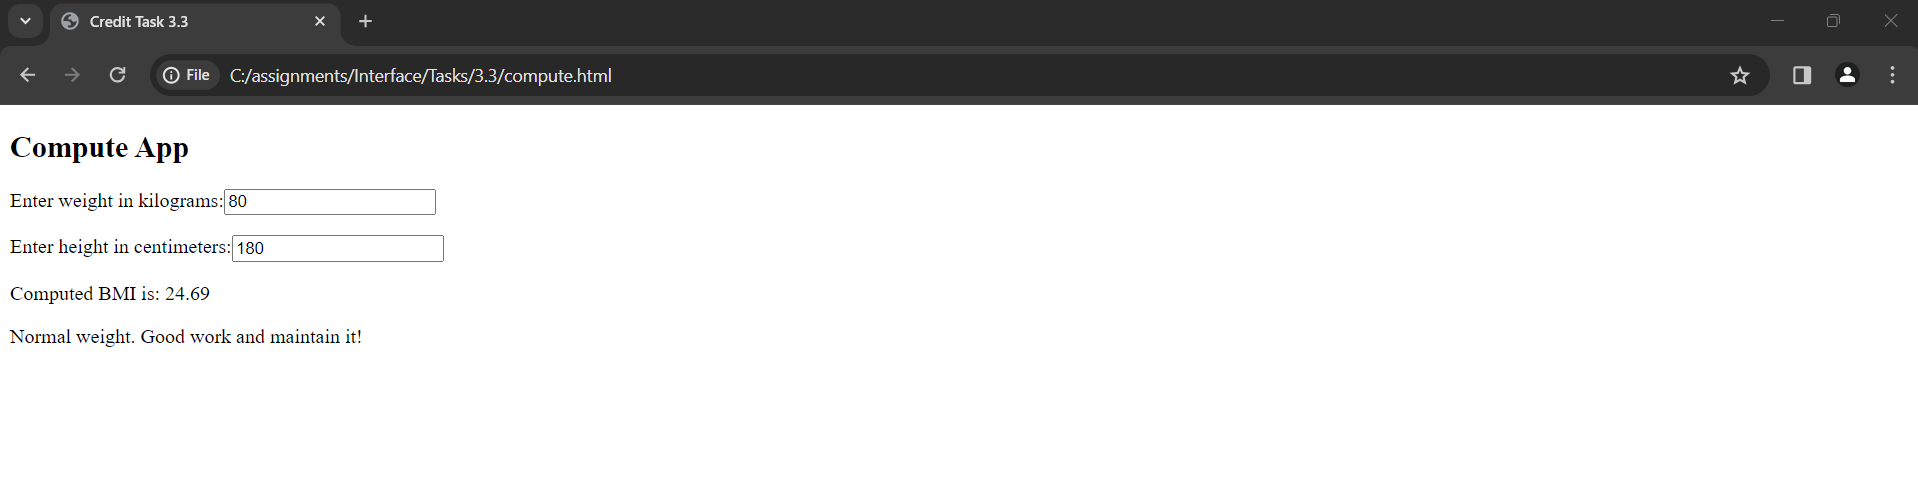 Credit Task 3.3
File C:/assignments/Interface/Tasks/3.3/compute.html
Compute App
Enter weight in kilograms: 80
Enter height in centimeters: 180
Computed BMI is: 24.69
Normal weight. Good work and maintain it!